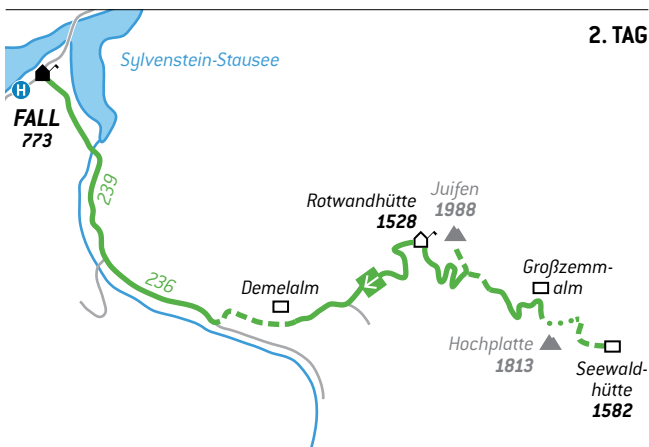 2. TAG
Sylvenstein-Stausee
H
FALL
773
239
236
Demelalm
Rotwandhütte
1528
Juifen
1988
Großzemm-
alm
Hochplatte
1813
Seewald-
hütte
1582